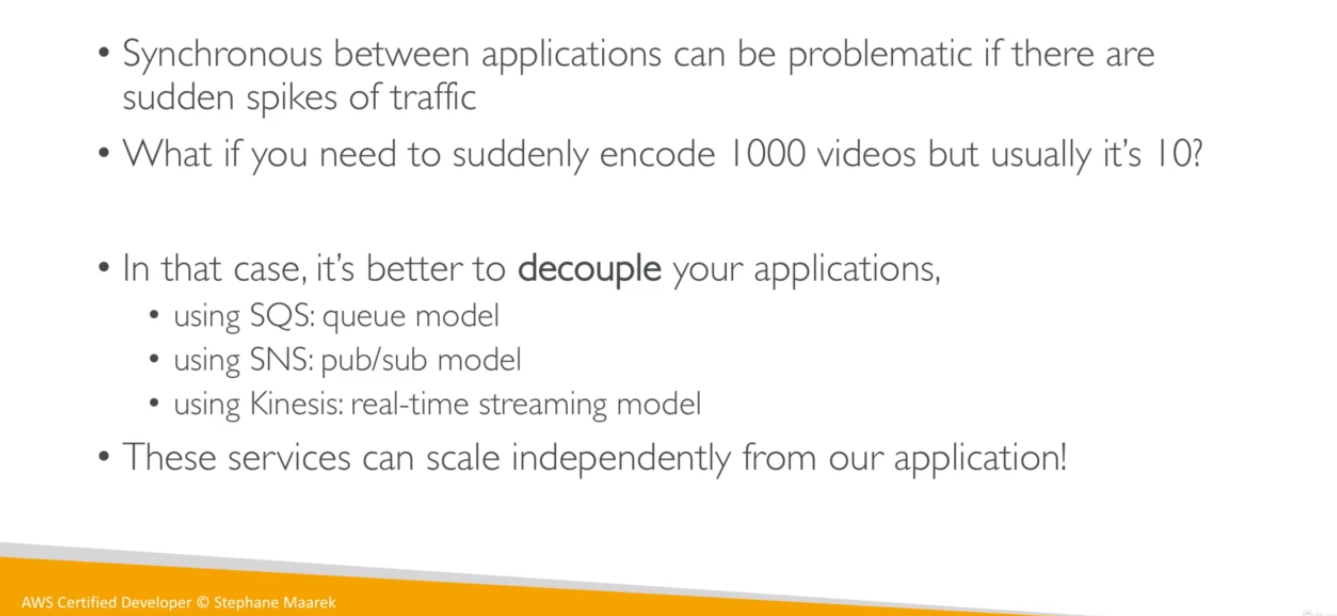 • Synchronous between applications can be problematic if there are
sudden spikes of traffic
• What if you need to suddenly encode 1000 videos but usually it's 10?
• In that case, it's better to decouple your applications,
• using SQS: queue model
• using SNS: pub/sub model
• using Kinesis: real-time streaming model
• These services can scale independently from our application!
AWS Certified Developer © Stephane Maarek